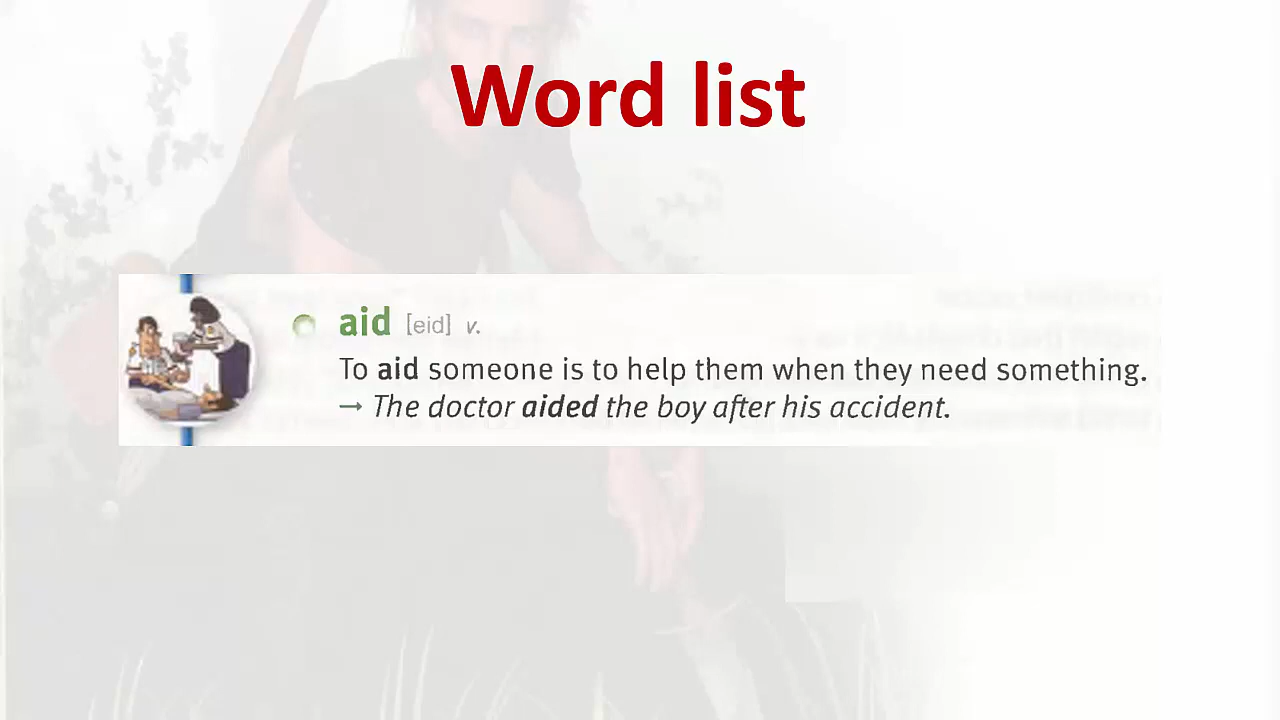 Word list
aid [eid] v.
To aid someone is to help them when they need something.
→ The doctor aided the boy after his accident.